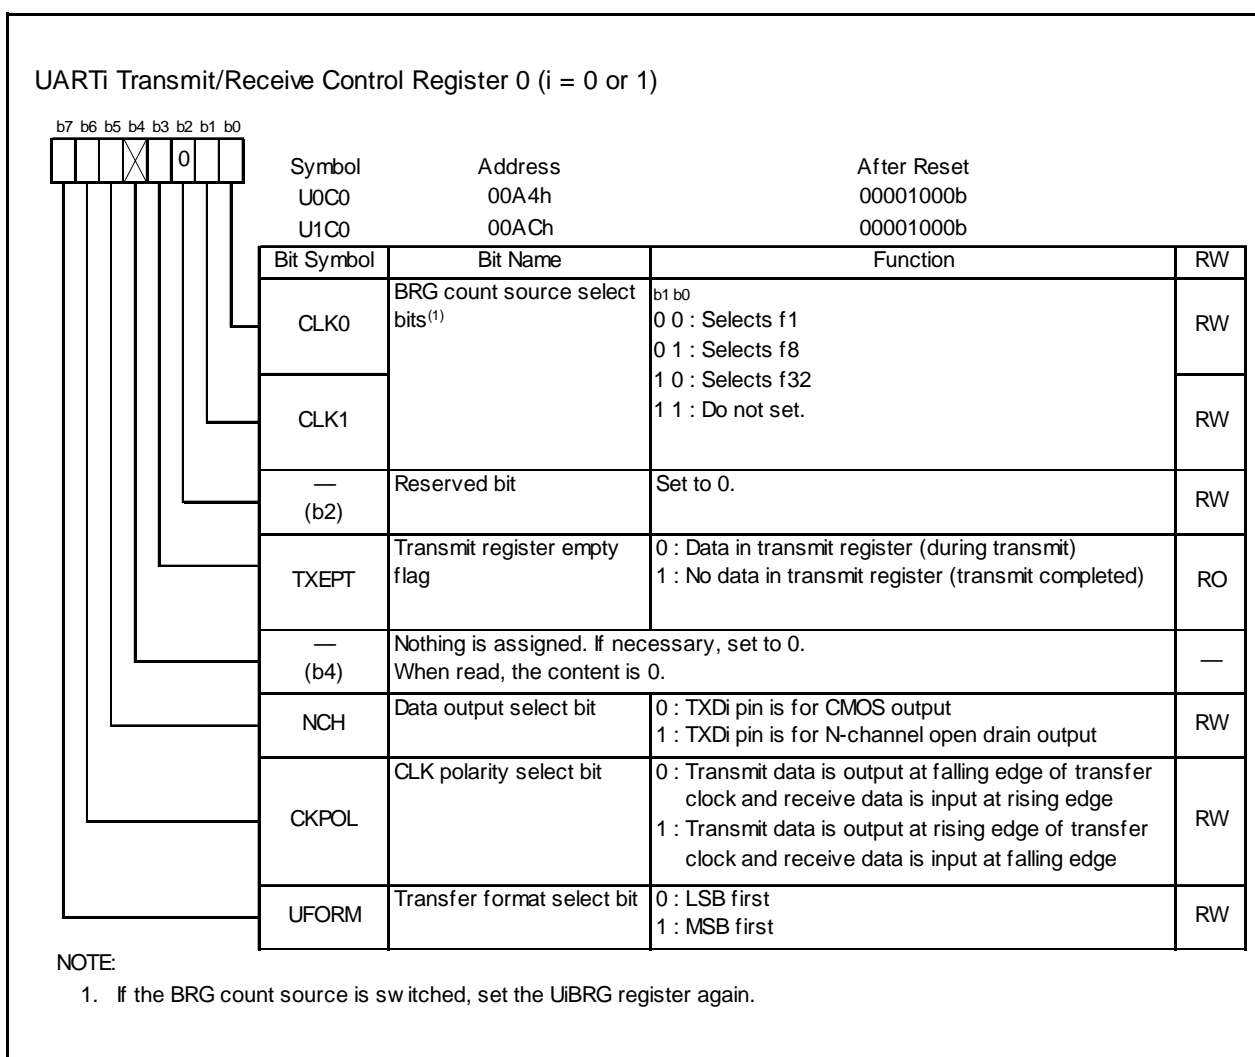 UARTi Transmit/Receive Control Register 0 (i = 0 or 1)
b7 b6 b5 b4 b3 b2 b1 b0
0
Symbol Address After Reset
U0C0 00A4h 00001000b
U1C0 00ACh 00001000b
Bit Symbol Bit Name Function RW
CLK0 BRG count source select bits(1) b1 b0
0 0 : Selects f1 RW
0 1 : Selects f8
1 0 : Selects f32
CLK1 1 1 : Do not set. RW
—
(b2) Reserved bit Set to 0. RW
TXEPT Transmit register empty flag 0 : Data in transmit register (during transmit)
1 : No data in transmit register (transmit completed) RO
—
(b4) Nothing is assigned. If necessary, set to 0.
When read, the content is 0. —
NCH Data output select bit 0 : TXDi pin is for CMOS output
1 : TXDi pin is for N-channel open drain output RW
CKPOL CLK polarity select bit 0 : Transmit data is output at falling edge of transfer
clock and receive data is input at rising edge
1 : Transmit data is output at rising edge of transfer
clock and receive data is input at falling edge RW
UFORM Transfer format select bit 0 : LSB first
1 : MSB first RW
NOTE:
1. If the BRG count source is switched, set the UiBRG register again.